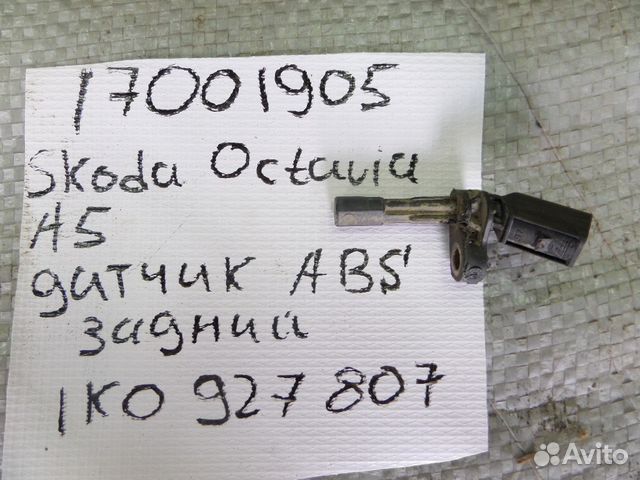 17001905
Skoda Octavia
A5
датчик ABS
задний
1K0 927 807
Avito